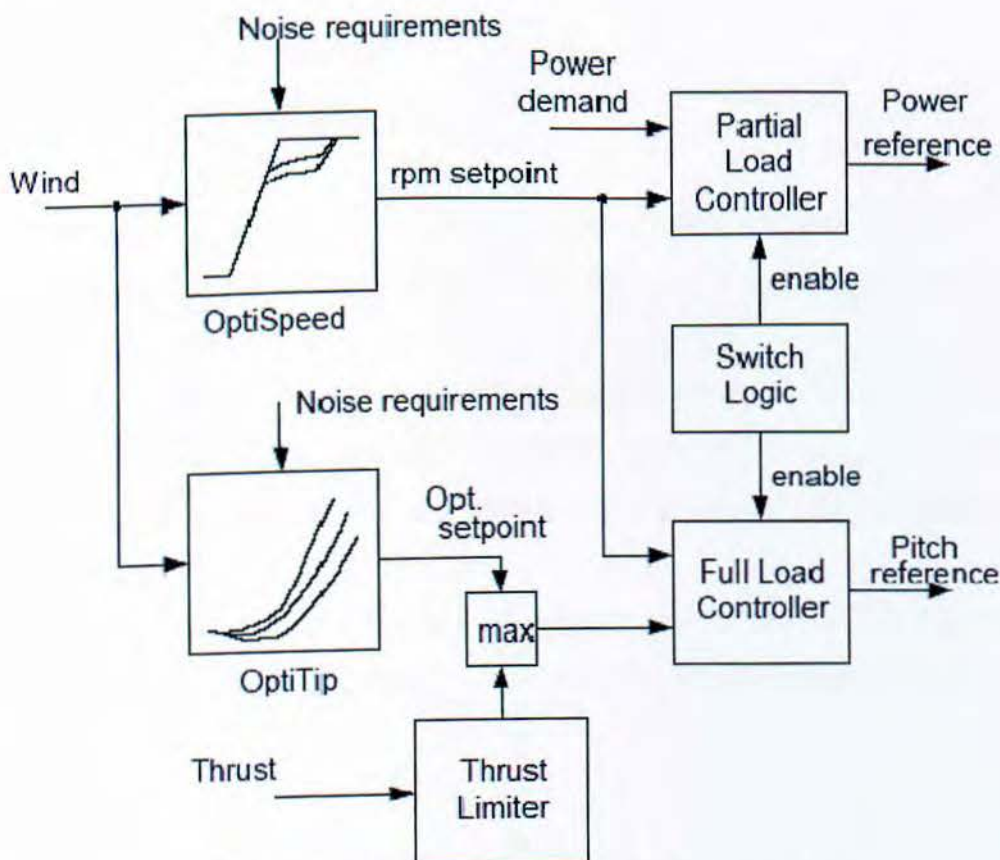 Noise requirements
Power
demand
Partial
Load
Controller
Power
reference
Wind
rpm setpoint
OptiSpeed
enable
Switch
Logic
Noise requirements
enable
Opt.
setpoint
Full Load
Controller
Pitch
reference
max
OptiTip
Thrust
Thrust
Limiter